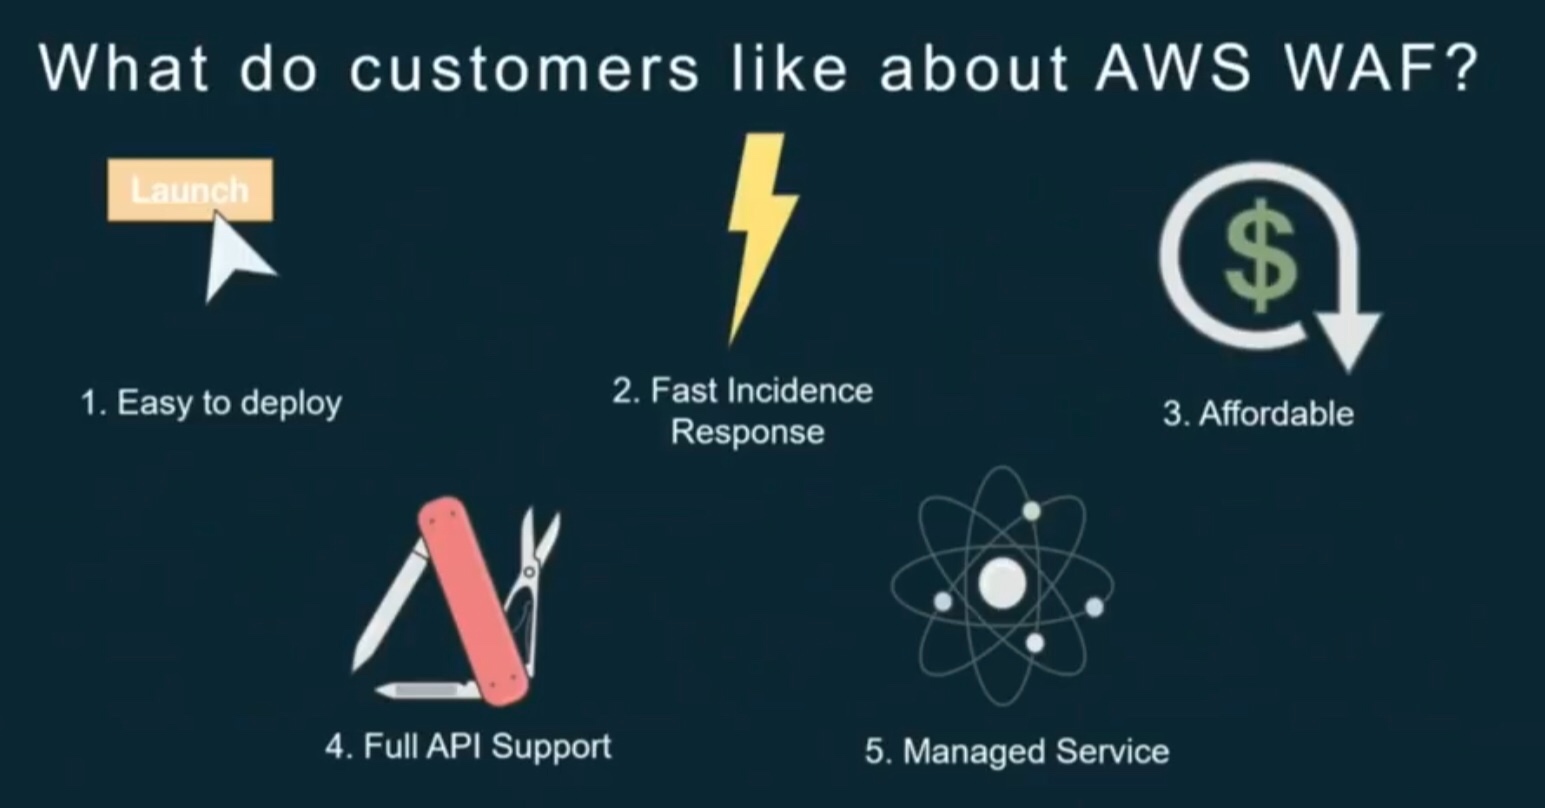 What do customers like about AWS WAF?
Launch
1. Easy to deploy
2. Fast Incidence
Response
$
3. Affordable
4. Full API Support
5. Managed Service